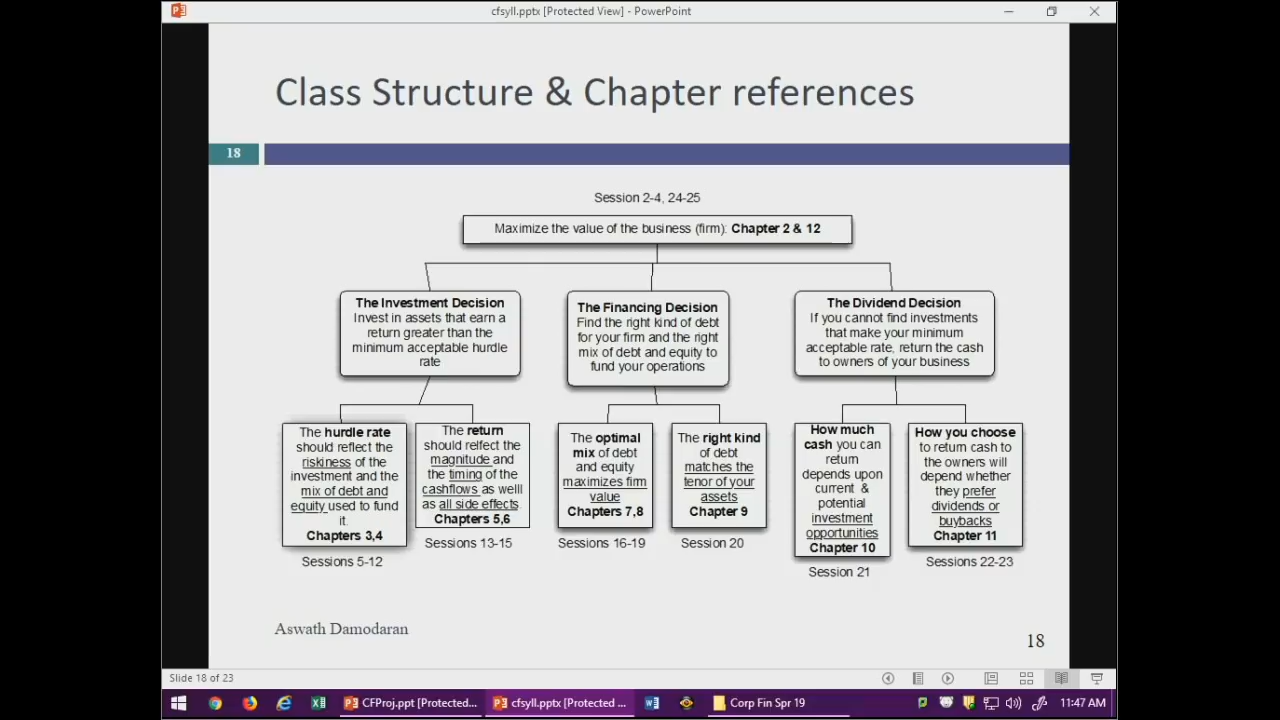 cfsyll.pptx [Protected View] - PowerPoint
Class Structure & Chapter references
18
Session 2-4, 24-25
Maximize the value of the business (firm): Chapter 2 & 12
The Investment Decision
Invest in assets that earn a
return greater than the
minimum acceptable hurdle
rate
The Financing Decision
Find the right kind of debt
for your firm and the right
mix of debt and equity to
fund your operations
The Dividend Decision
If you cannot find investments
that make your minimum
acceptable rate, return the cash
to owners of your business
The hurdle rate
should reflect the
riskiness of the
investment and the
mix of debt and
equity used to fund
it.
Chapters 3,4
Sessions 5-12
The return
should relfect the
magnitude and
the timing of the
cashflows as welll
as all side effects.
Chapters 5,6
Sessions 13-15
The optimal
mix of debt
and equity
maximizes firm
value
Chapters 7,8
Sessions 16-19
The right kind
of debt
matches the
tenor of your
assets
Chapter 9
Session 20
How much
cash you can
return
depends upon
current &
potential
investment
opportunities
Chapter 10
Session 21
How you choose
to return cash to
the owners will
depend whether
they prefer
dividends or
buybacks
Chapter 11
Sessions 22-23
Aswath Damodaran
18
Slide 18 of 23
CFProj.ppt [Protected...
cfsyll.pptx [Protected ...
Corp Fin Spr 19
11:47 AM